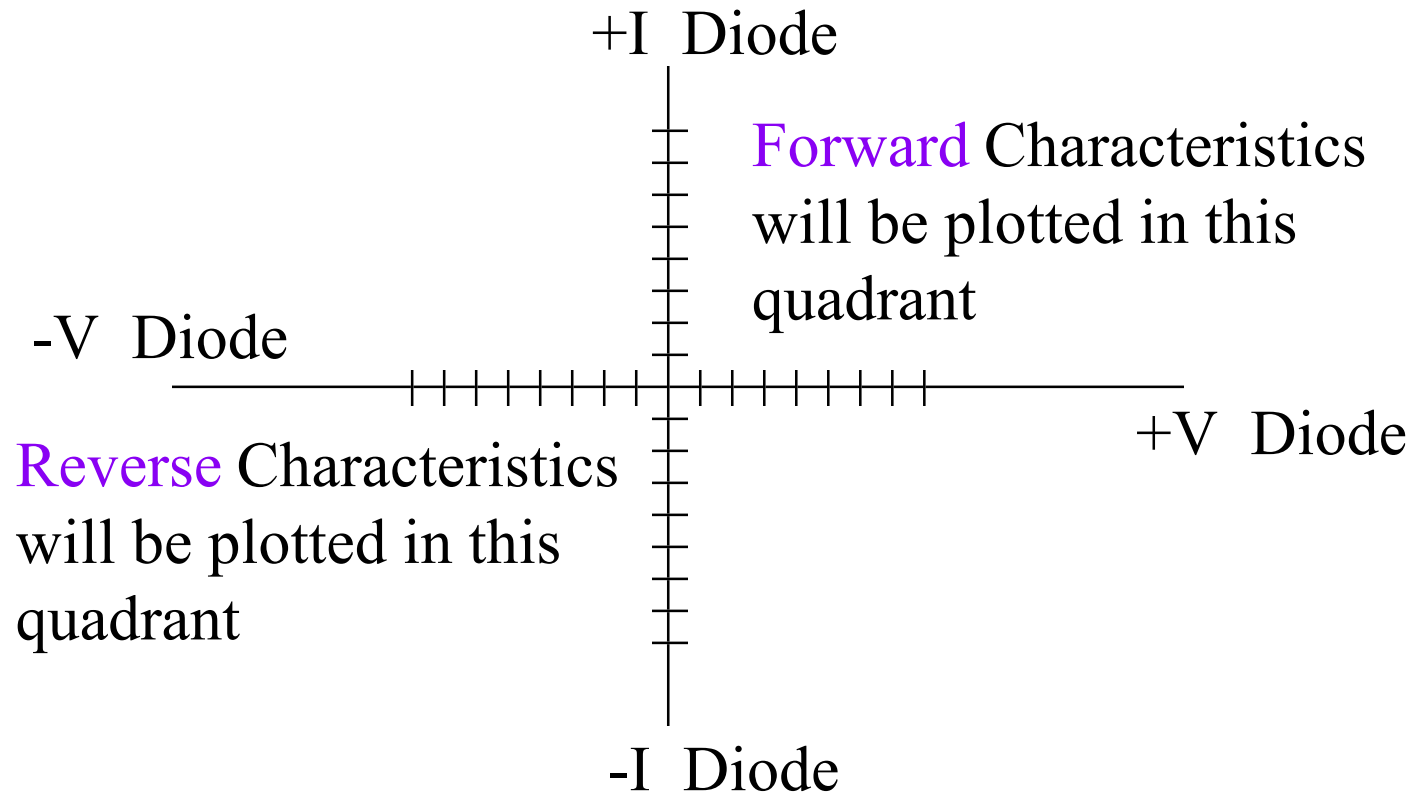 +I Diode
Forward Characteristics
will be plotted in this
quadrant
-V Diode
+V Diode
Reverse Characteristics
will be plotted in this
quadrant
-I Diode